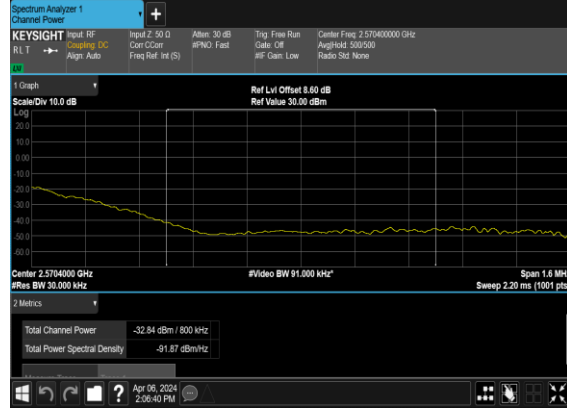 Spectrum Analyzer 1
Channel Power
+
KEYSIGHT Input: RF Input Z: 50 Ω Atten: 30 dB Trig: Free Run Center Freq: 2.570400000 GHz
RLT Coupling: DC Corr CCorr #PNO: Fast Gate: Off Avg|Hold: 500/500
Align: Auto Freq Ref: Int (S) #IF Gain: Low Radio Std: None
1 Graph Ref Lvl Offset 8.60 dB
Scale/Div 10.0 dB Ref Value 30.00 dBm
Log
20.0
10.0
0.00
-10.0
-20.0
-30.0
-40.0
-50.0
-60.0
Center 2.5704000 GHz #Video BW 91.000 kHz* Span 1.6 MH
#Res BW 30.000 kHz Sweep 2.20 ms (1001 pts
2 Metrics
Total Channel Power -32.84 dBm / 800 kHz
Total Power Spectral Density -91.87 dBm/Hz
? Apr 06, 2024
2:06:40 PM